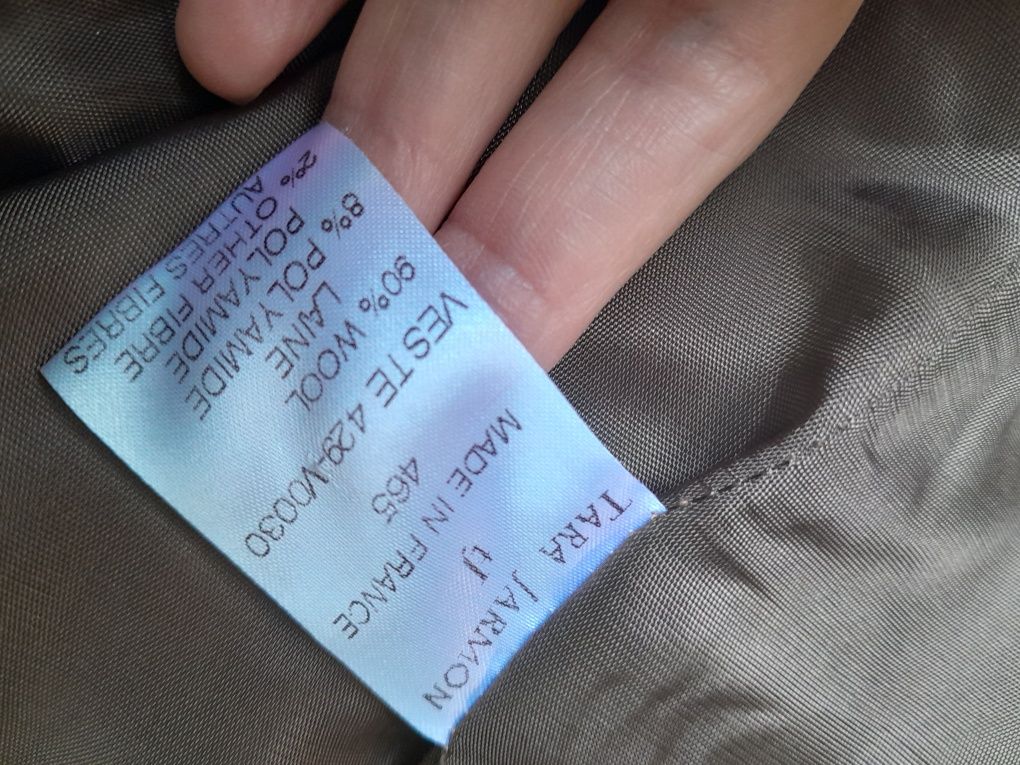 TARA JARMON
tJ
MADE IN FRANCE
465
VESTE 429-V0030
90% WOOL
LAINE
8% POLYAMIDE
POLYAMIDE
2% OTHER FIBRE
AUTRES FIBRES